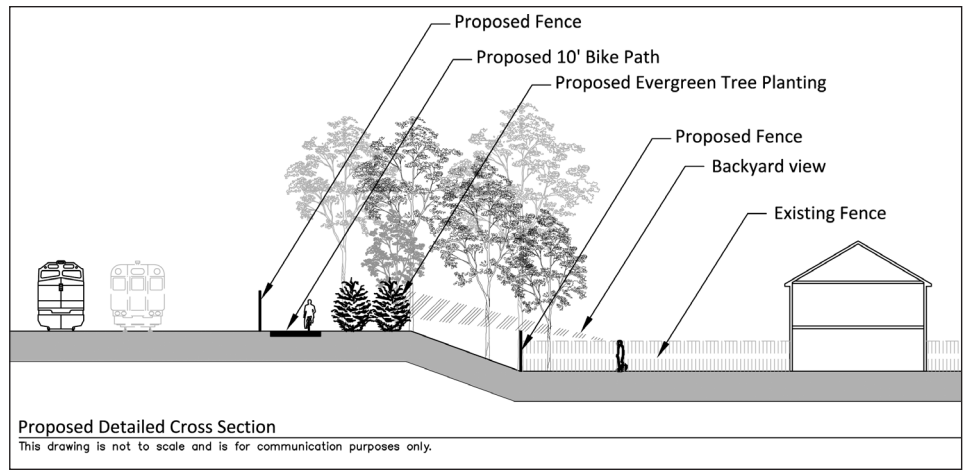 Proposed Fence
Proposed 10' Bike Path
Proposed Evergreen Tree Planting
Proposed Fence
Backyard view
Existing Fence
Proposed Detailed Cross Section
This drawing is not to scale and is for communication purposes only.